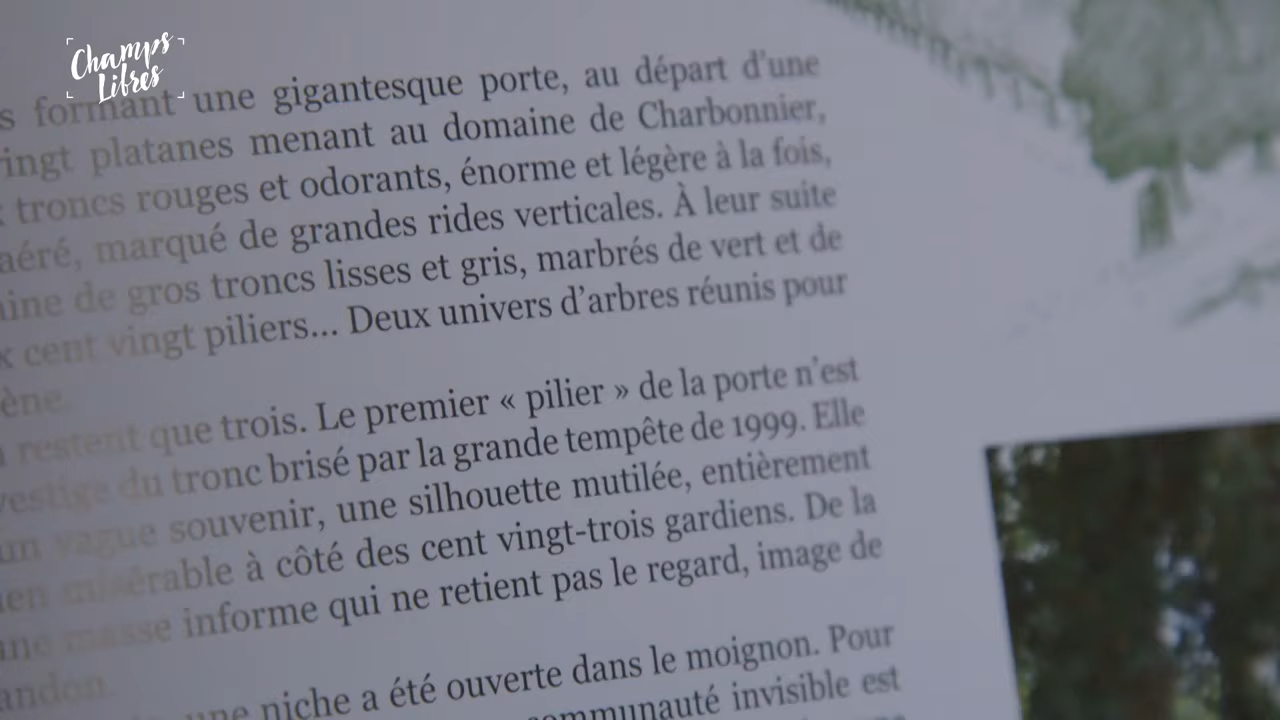 Champs
Libres
formant une gigantesque porte, au départ d'une
vingt platanes menant au domaine de Charbonnier,
troncs rouges et odorants, énorme et légère à la fois,
aéré, marqué de grandes rides verticales. À leur suite
de gros troncs lisses et gris, marbrés de vert et de
cent vingt piliers... Deux univers d'arbres réunis pour
restent que trois. Le premier « pilier » de la porte n'est
vestige du tronc brisé par la grande tempête de 1999. Elle
vague souvenir, une silhouette mutilée, entièrement
misérable à côté des cent vingt-trois gardiens. De la
masse informe qui ne retient pas le regard, image de
une niche a été ouverte dans le moignon. Pour
communauté invisible est